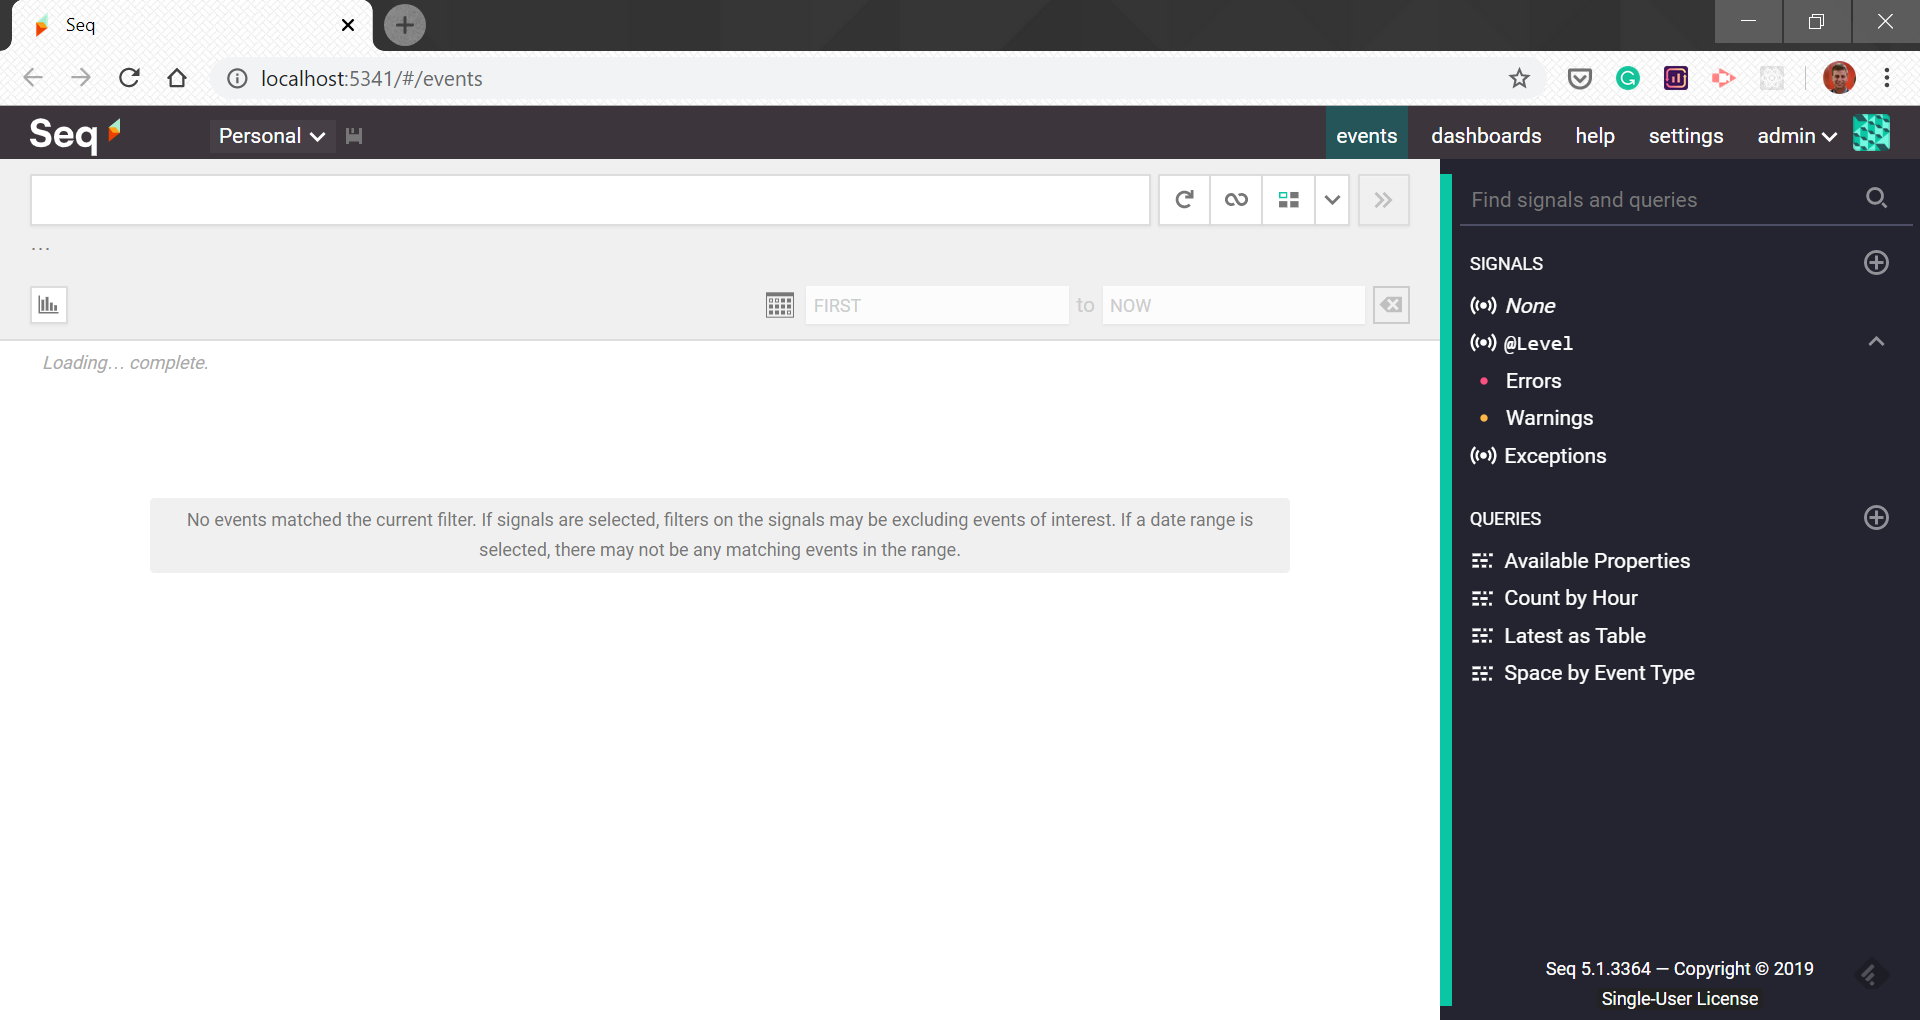 Seq
localhost:5341/#/events
Seq
Personal
events
dashboards
help
settings
admin
...
FIRST
to
NOW
Loading... complete.
No events matched the current filter. If signals are selected, filters on the signals may be excluding events of interest. If a date range is
selected, there may not be any matching events in the range.
Find signals and queries
SIGNALS
None
@Level
Errors
Warnings
Exceptions
QUERIES
Available Properties
Count by Hour
Latest as Table
Space by Event Type
Seq 5.1.3364 — Copyright © 2019
Single-User License